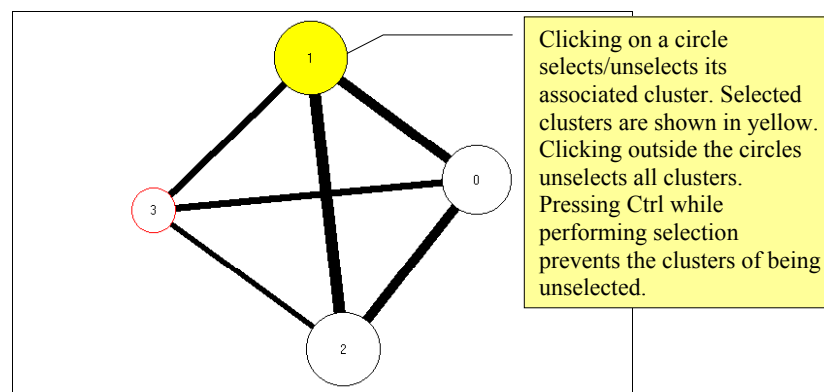 1
Clicking on a circle
selects/unselects its
associated cluster. Selected
clusters are shown in yellow.
Clicking outside the circles
unselects all clusters.
Pressing Ctrl while
performing selection
prevents the clusters of being
unselected.
0
3
2